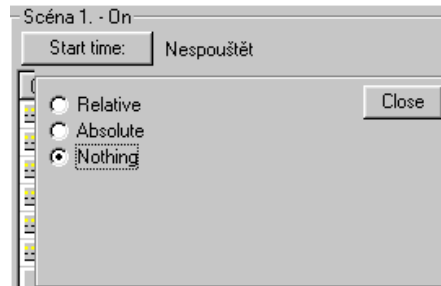 Scéna 1. - On
Start time: Nespouštět
Relative
Close
Absolute
Nothing